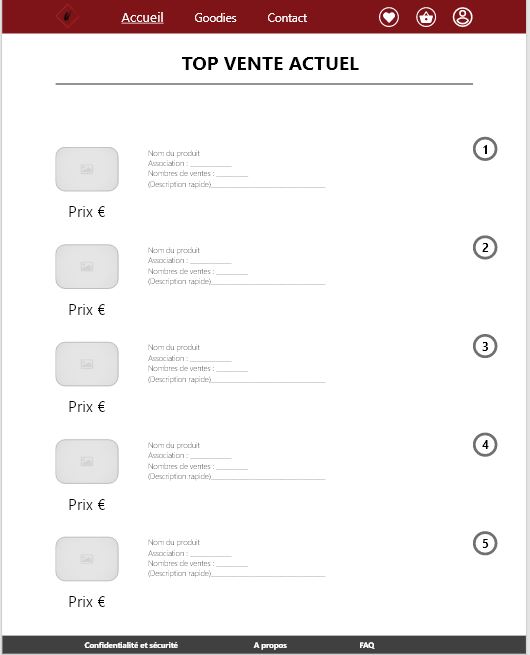 Accueil Goodies Contact
TOP VENTE ACTUEL
1
Nom du produit
Association : ___________
Nombres de ventes : ________
(Description rapide)______________________________
Prix €
2
Nom du produit
Association : ___________
Nombres de ventes : ________
(Description rapide)______________________________
Prix €
3
Nom du produit
Association : ___________
Nombres de ventes : ________
(Description rapide)______________________________
Prix €
4
Nom du produit
Association : ___________
Nombres de ventes : ________
(Description rapide)______________________________
Prix €
5
Nom du produit
Association : ___________
Nombres de ventes : ________
(Description rapide)______________________________
Prix €
Confidentialité et sécurité A propos FAQ